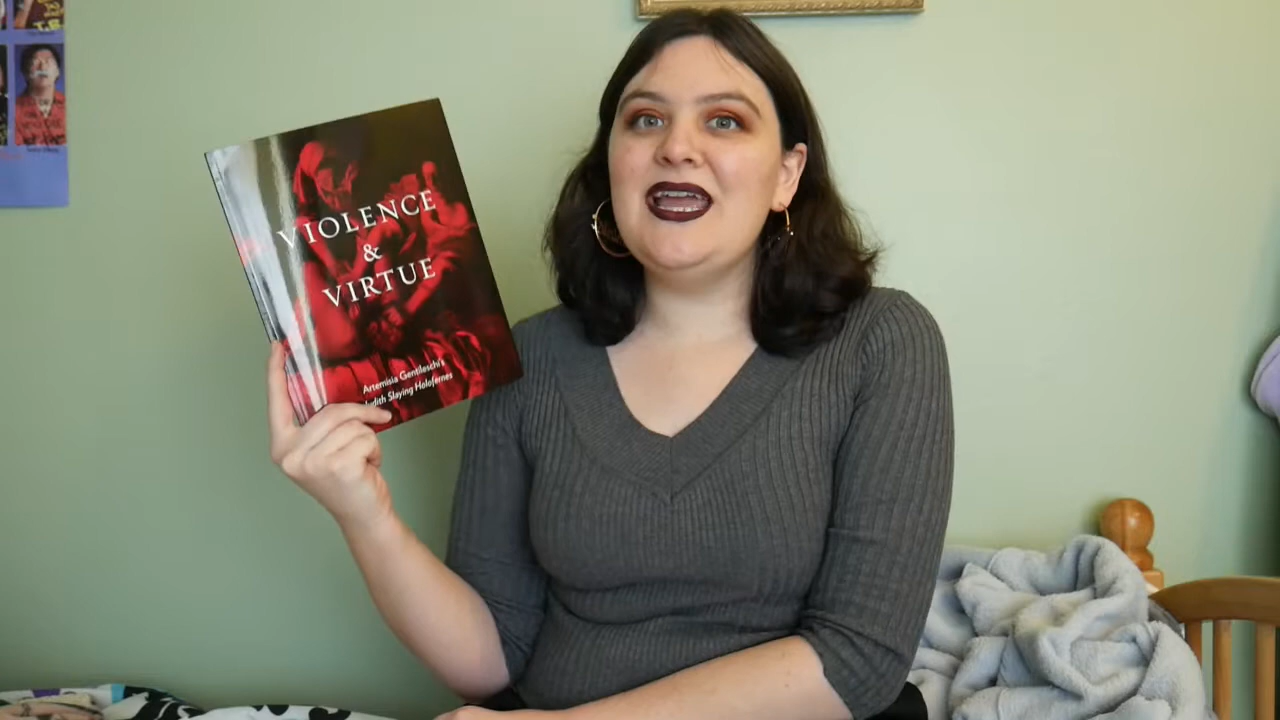 VIOLENCE
&
VIRTUE
Artemisia Gentileschi's
Judith Slaying Holofernes